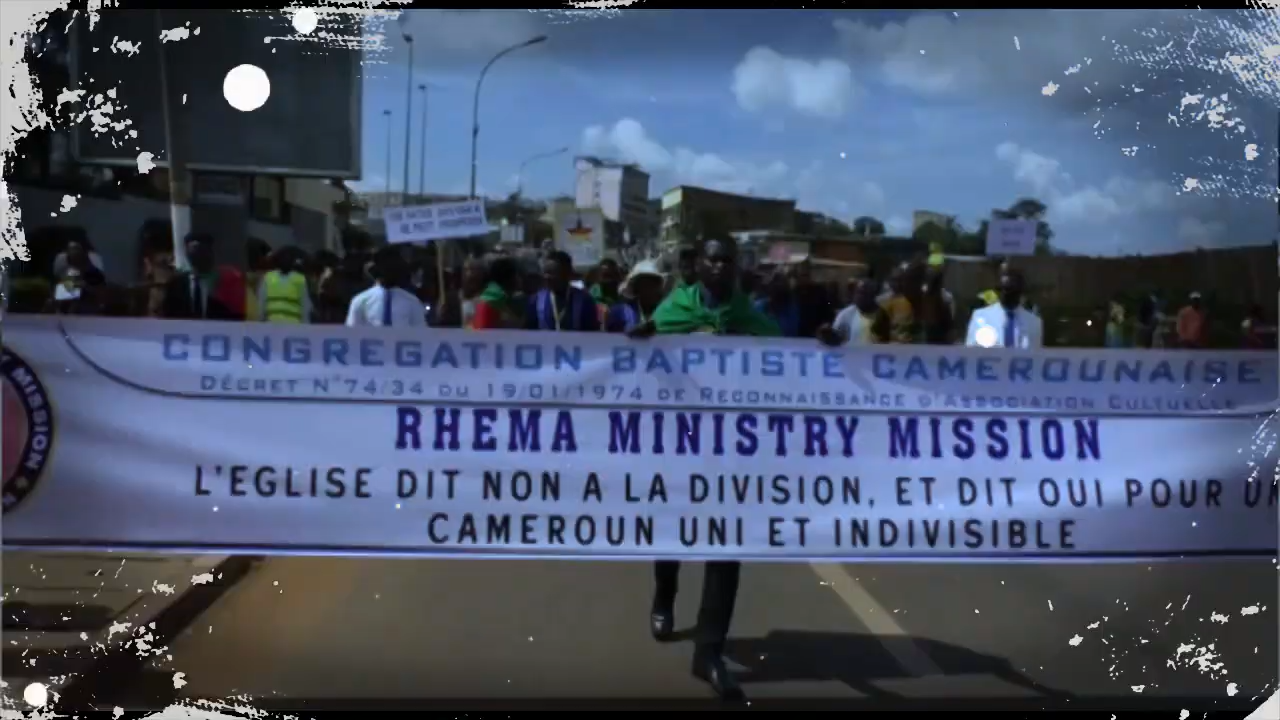 CONGREGATION BAPTISTE CAMEROUNAISE
DÉCRET N°74/34 DU 19/01/1974 DE RECONNAISSANCE D'ASSOCIATION CULTUELLE
RHEMA MINISTRY MISSION
L'EGLISE DIT NON A LA DIVISION, ET DIT OUI POUR
CAMEROUN UNI ET INDIVISIBLE
MISSION